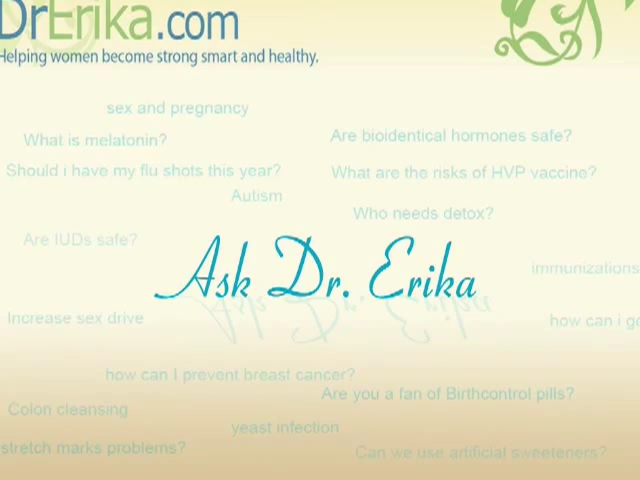 DrErika.com
Helping women become strong smart and healthy.
sex and pregnancy
What is melatonin?
Are bioidentical hormones safe?
Should i have my flu shots this year?
What are the risks of HVP vaccine?
Autism
Who needs detox?
Are IUDs safe?
Ask Dr. Erika
immunizations
Increase sex drive
how can i go
how can I prevent breast cancer?
Are you a fan of Birthcontrol pills?
Colon cleansing
yeast infection
stretch marks problems?
Can we use artificial sweeteners?